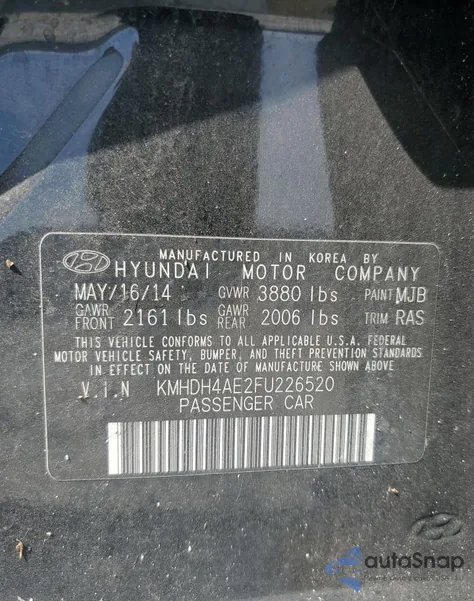 MANUFACTURED IN KOREA BY
HYUNDAI MOTOR COMPANY
MAY/16/14 GVWR 3880 lbs PAINT MJB
GAWR FRONT 2161 lbs GAWR REAR 2006 lbs TRIM RAS
THIS VEHICLE CONFORMS TO ALL APPLICABLE U.S.A. FEDERAL
MOTOR VEHICLE SAFETY, BUMPER, AND THEFT PREVENTION STANDARDS
IN EFFECT ON THE DATE OF MANUFACTURE SHOWN ABOVE
V.I.N KMHDH4AE2FU226520
PASSENGER CAR
autoSnap